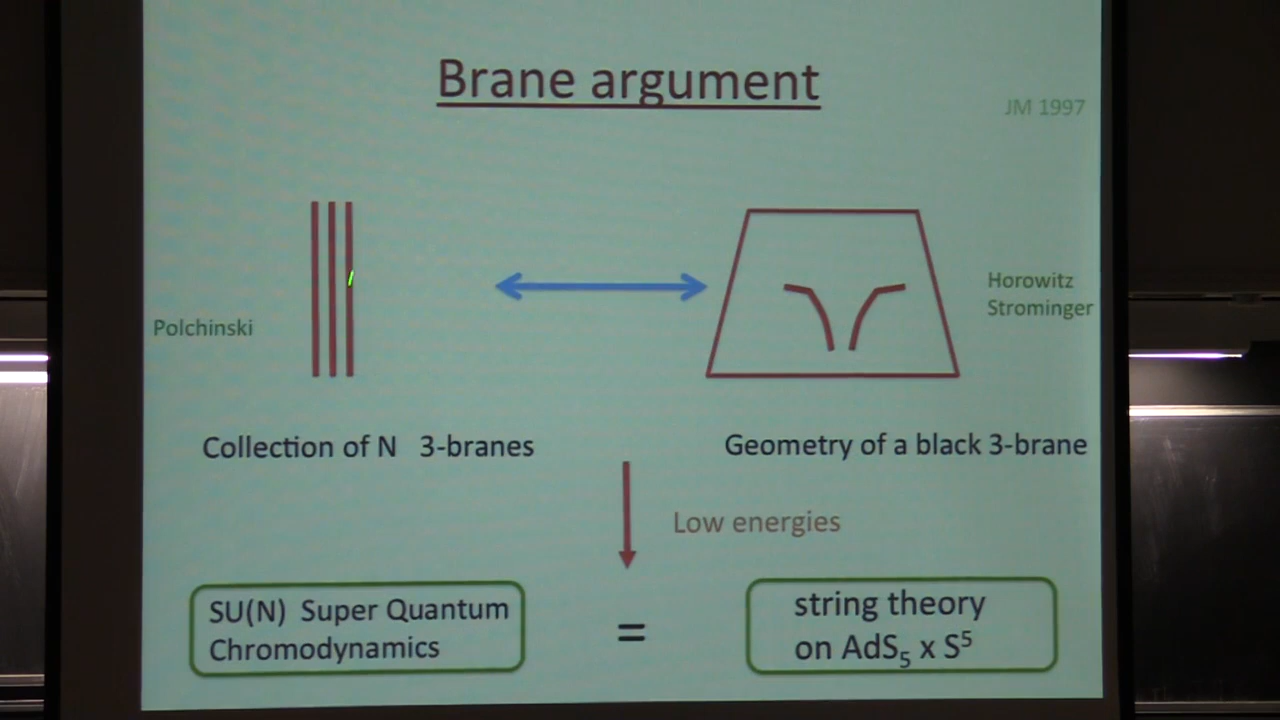 Brane argument
JM 1997
Polchinski
Horowitz
Strominger
Collection of N 3-branes
Geometry of a black 3-brane
Low energies
SU(N) Super Quantum
Chromodynamics
=
string theory
on AdS₅ x S⁵